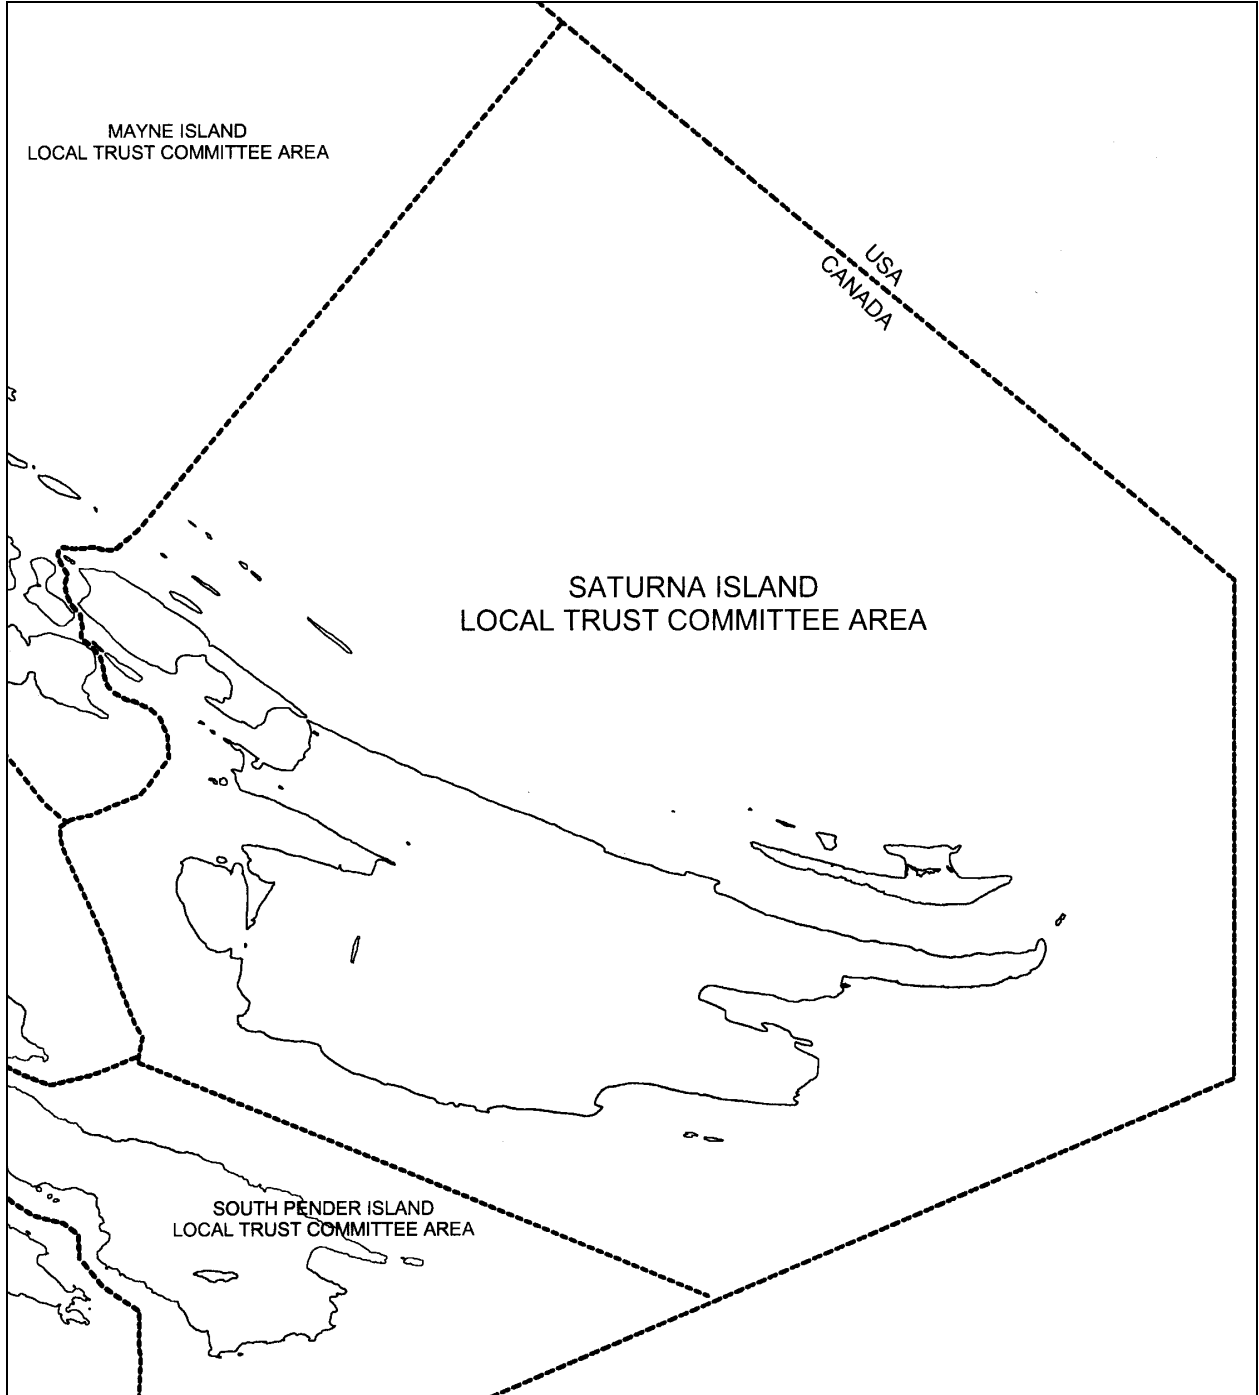 MAYNE ISLAND
LOCAL TRUST COMMITTEE AREA
USA
CANADA
SATURNA ISLAND
LOCAL TRUST COMMITTEE AREA
SOUTH PENDER ISLAND
LOCAL TRUST COMMITTEE AREA